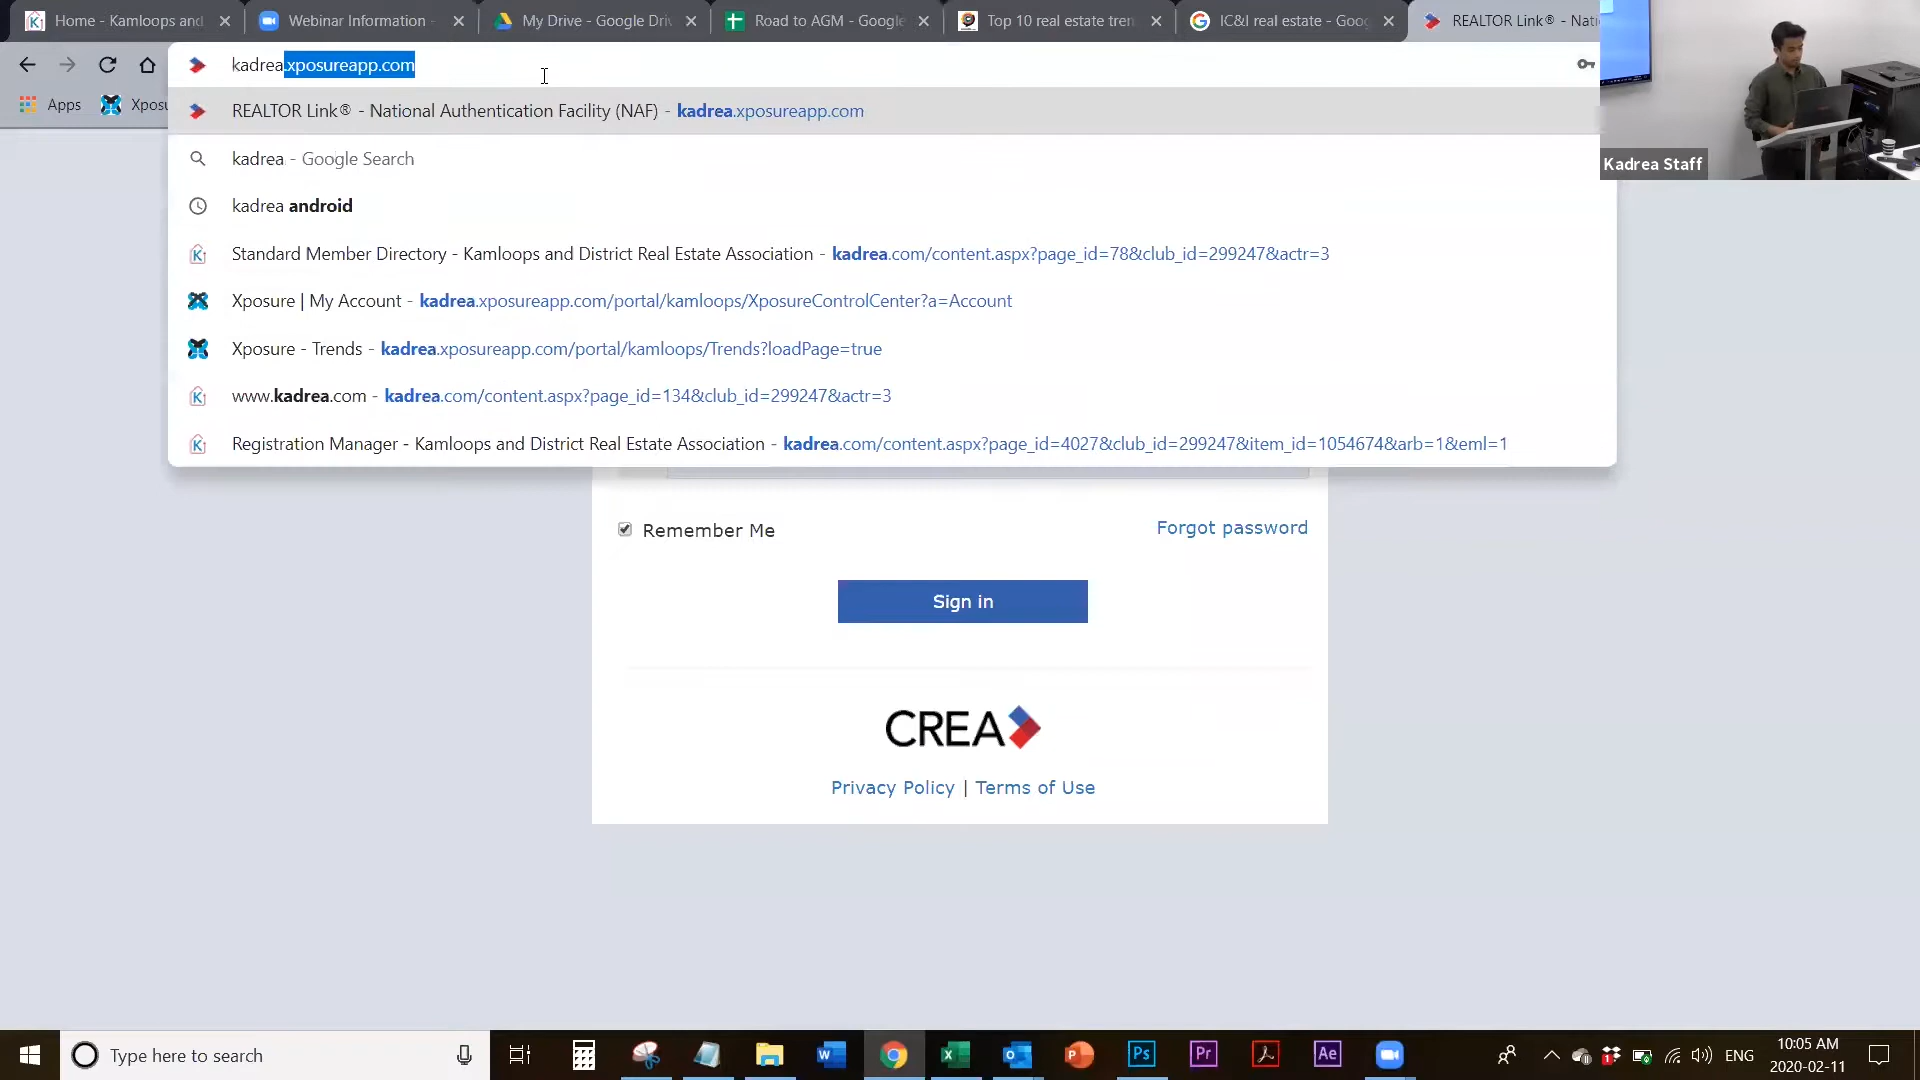 Home - Kamloops and
Webinar Information -
My Drive - Google Driv
Road to AGM - Google
Top 10 real estate tren
IC&I real estate - Goog
REALTOR Link® - Nati
kadrea.xposureapp.com
Apps
Xposu
REALTOR Link® - National Authentication Facility (NAF) - kadrea.xposureapp.com
kadrea - Google Search
kadrea android
Standard Member Directory - Kamloops and District Real Estate Association - kadrea.com/content.aspx?page_id=78&club_id=299247&actr=3
Xposure | My Account - kadrea.xposureapp.com/portal/kamloops/XposureControlCenter?a=Account
Xposure - Trends - kadrea.xposureapp.com/portal/kamloops/Trends?loadPage=true
www.kadrea.com - kadrea.com/content.aspx?page_id=134&club_id=299247&actr=3
Registration Manager - Kamloops and District Real Estate Association - kadrea.com/content.aspx?page_id=4027&club_id=299247&item_id=1054674&arb=1&eml=1
Kadrea Staff
Remember Me
Forgot password
Sign in
CREA
Privacy Policy | Terms of Use
Type here to search
ENG
10:05 AM
2020-02-11